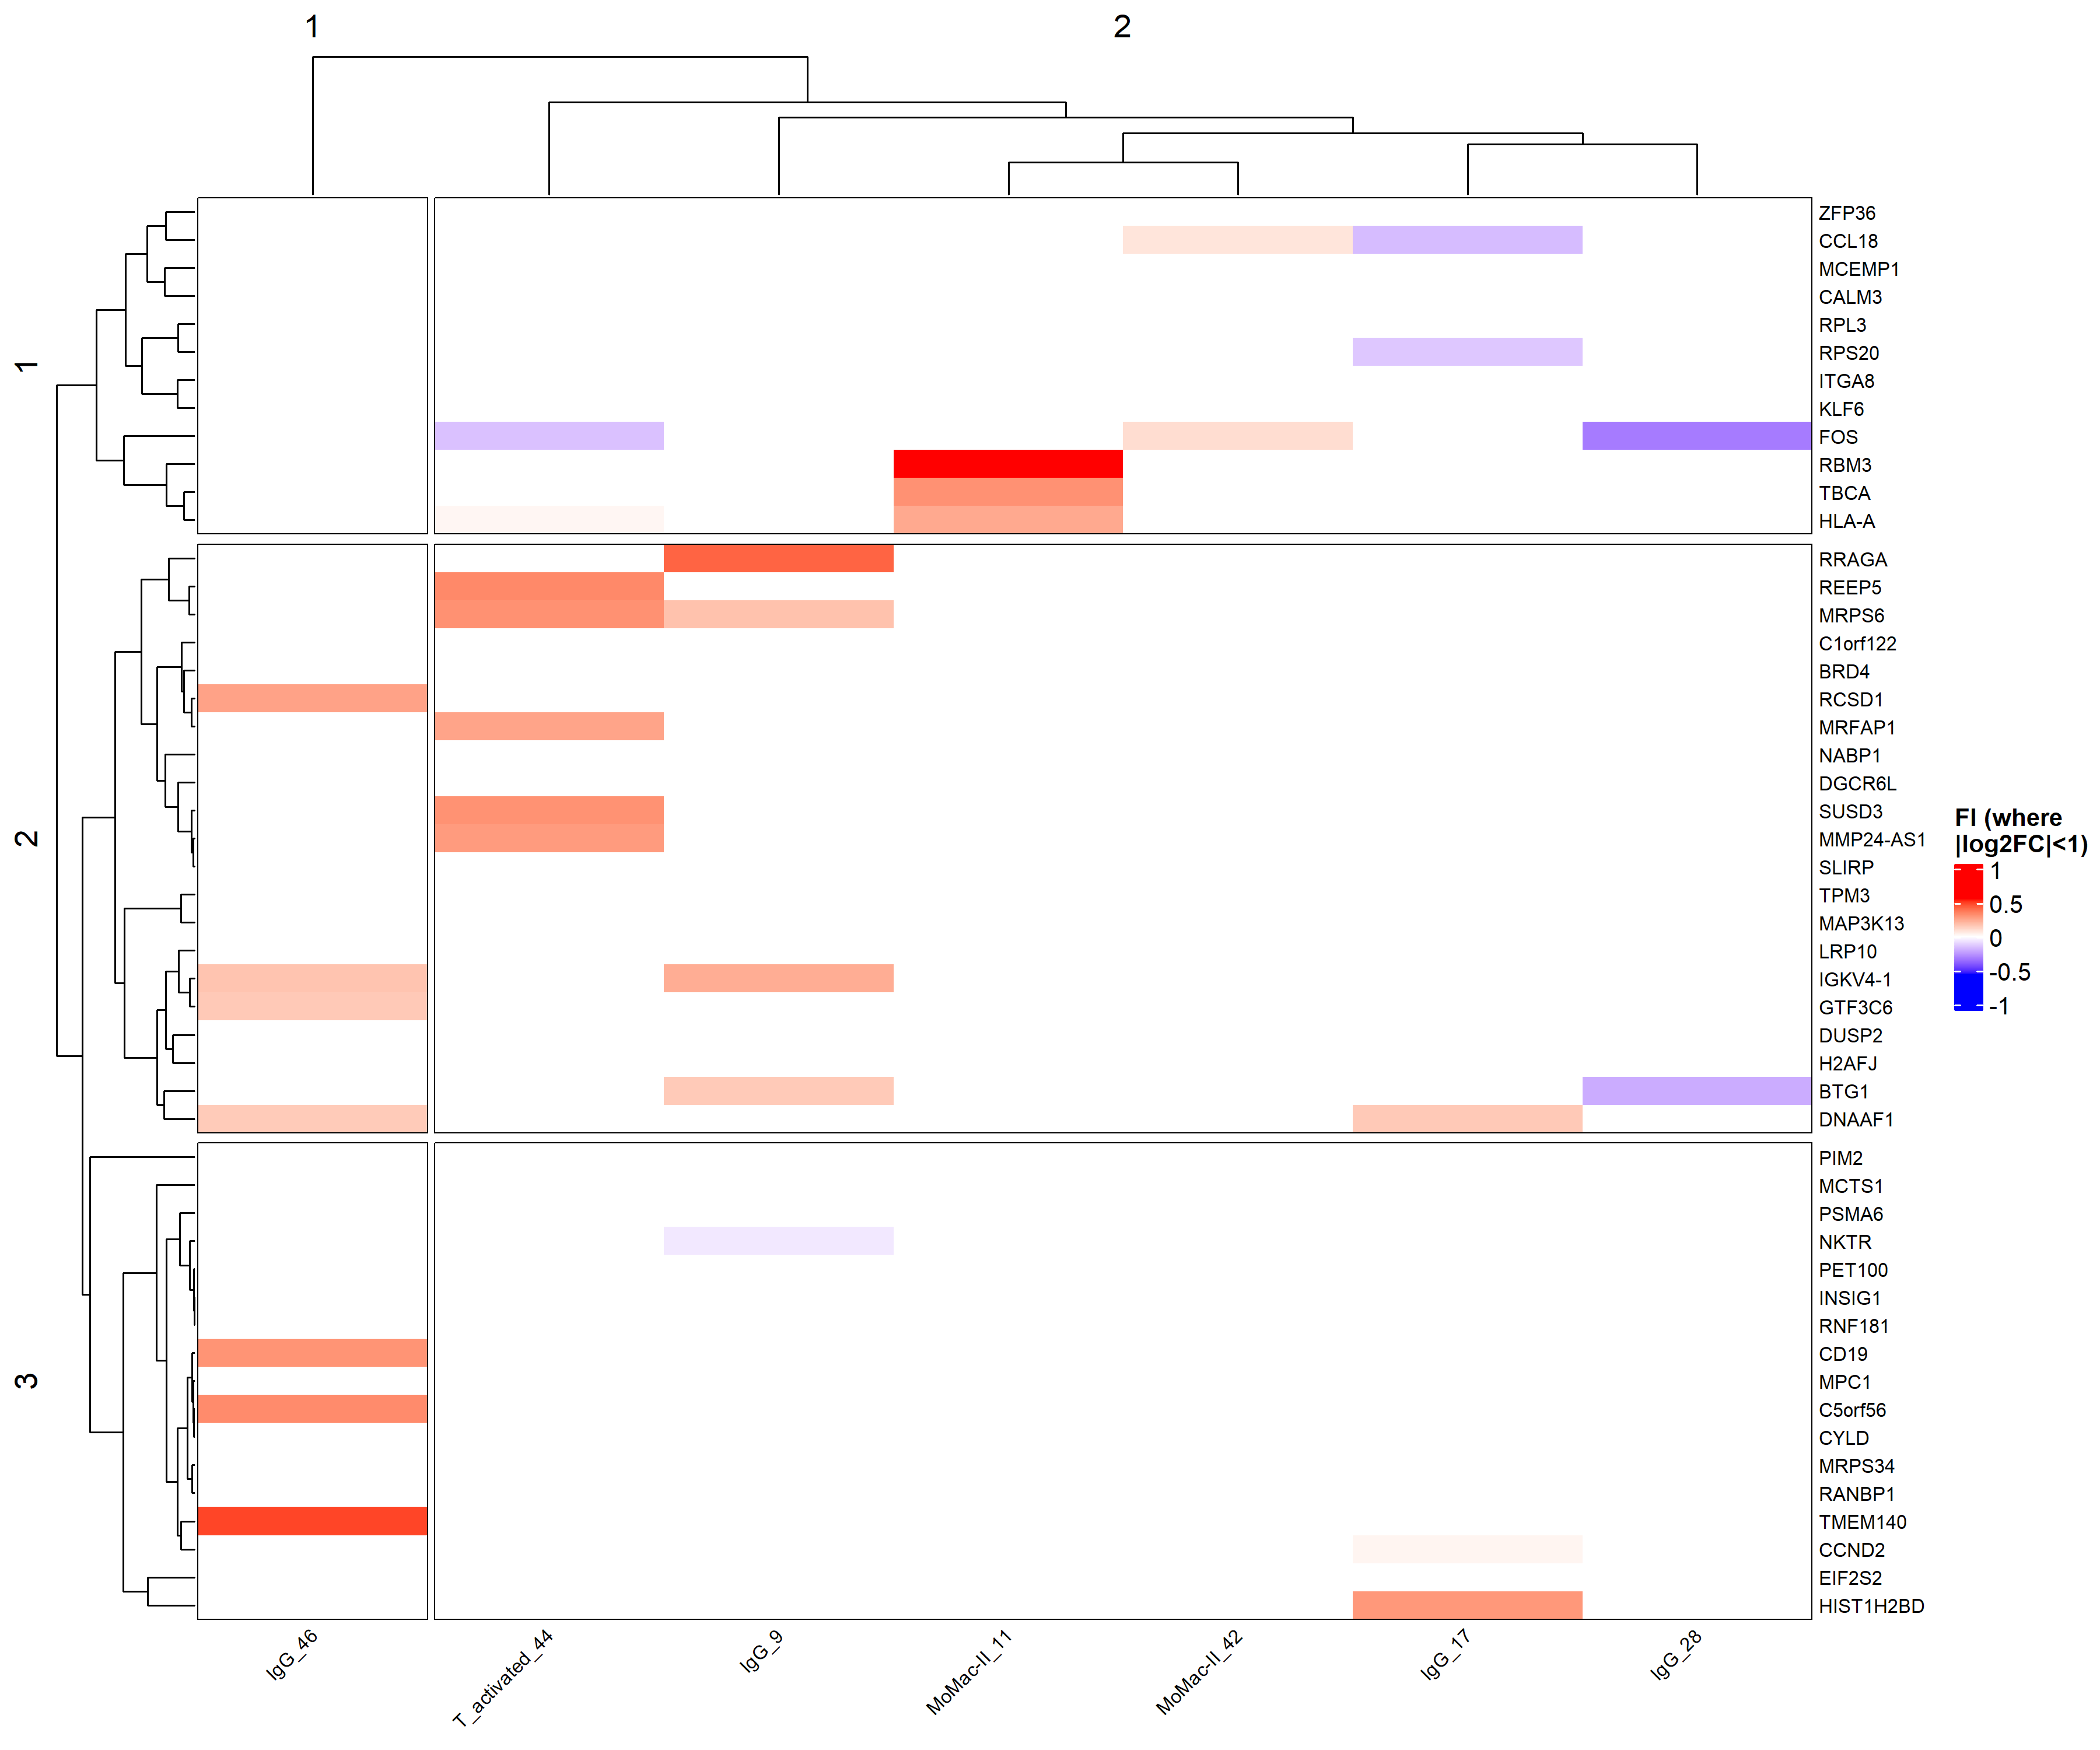 1
2
1
2
3
ZFP36
CCL18
MCEMP1
CALM3
RPL3
RPS20
ITGA8
KLF6
FOS
RBM3
TBCA
HLA-A
RRAGA
REEP5
MRPS6
C1orf122
BRD4
RCSD1
MRFAP1
NABP1
DGCR6L
SUSD3
MMP24-AS1
SLIRP
TPM3
MAP3K13
LRP10
IGKV4-1
GTF3C6
DUSP2
H2AFJ
BTG1
DNAAF1
PIM2
MCTS1
PSMA6
NKTR
PET100
INSIG1
RNF181
CD19
MPC1
C5orf56
CYLD
MRPS34
RANBP1
TMEM140
CCND2
EIF2S2
HIST1H2BD
FI (where
|log2FC|<1)
1
0.5
0
-0.5
-1
IgG_46
T_activated_44
IgG_9
MoMac-II_11
MoMac-II_42
IgG_17
IgG_28